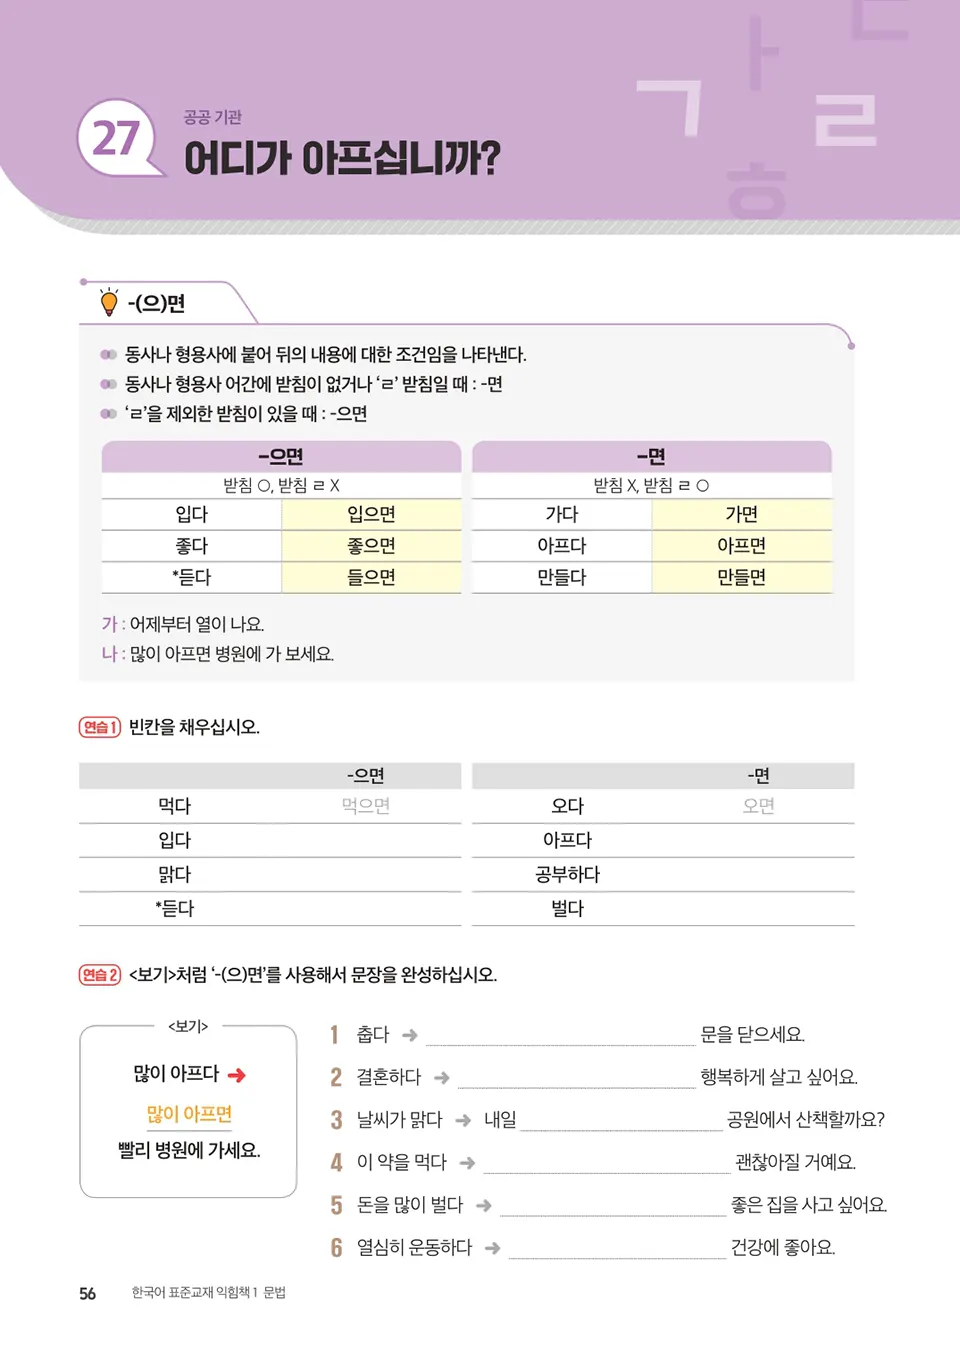 27
공공 기관
어디가 아프십니까?
-(으)면
동사나 형용사에 붙어 뒤의 내용에 대한 조건임을 나타낸다.
동사나 형용사 어간에 받침이 없거나 ‘ㄹ’ 받침일 때 : -면
‘ㄹ’을 제외한 받침이 있을 때 : -으면
-으면 -면
받침 ○, 받침 ㄹ X 받침 X, 받침 ㄹ ○
입다 입으면 가다 가면
좋다 좋으면 아프다 아프면
*듣다 들으면 만들다 만들면
가 : 어제부터 열이 나요.
나 : 많이 아프면 병원에 가 보세요.
연습 1 빈칸을 채우십시오.
-으면 -면
먹다 먹으면 오다 오면
입다 아프다
맑다 공부하다
*듣다 벌다
연습 2 <보기>처럼 ‘-(으)면’를 사용해서 문장을 완성하십시오.
<보기>
많이 아프다 ➔
많이 아프면
빨리 병원에 가세요.
1 춥다 ➔ 문을 닫으세요.
2 결혼하다 ➔ 행복하게 살고 싶어요.
3 날씨가 맑다 ➔ 내일 공원에서 산책할까요?
4 이 약을 먹다 ➔ 괜찮아질 거예요.
5 돈을 많이 벌다 ➔ 좋은 집을 사고 싶어요.
6 열심히 운동하다 ➔ 건강에 좋아요.
56 한국어 표준교재 익힘책 1 문법
ㄱ ㅏ ㄷ ㄹ ㅎ